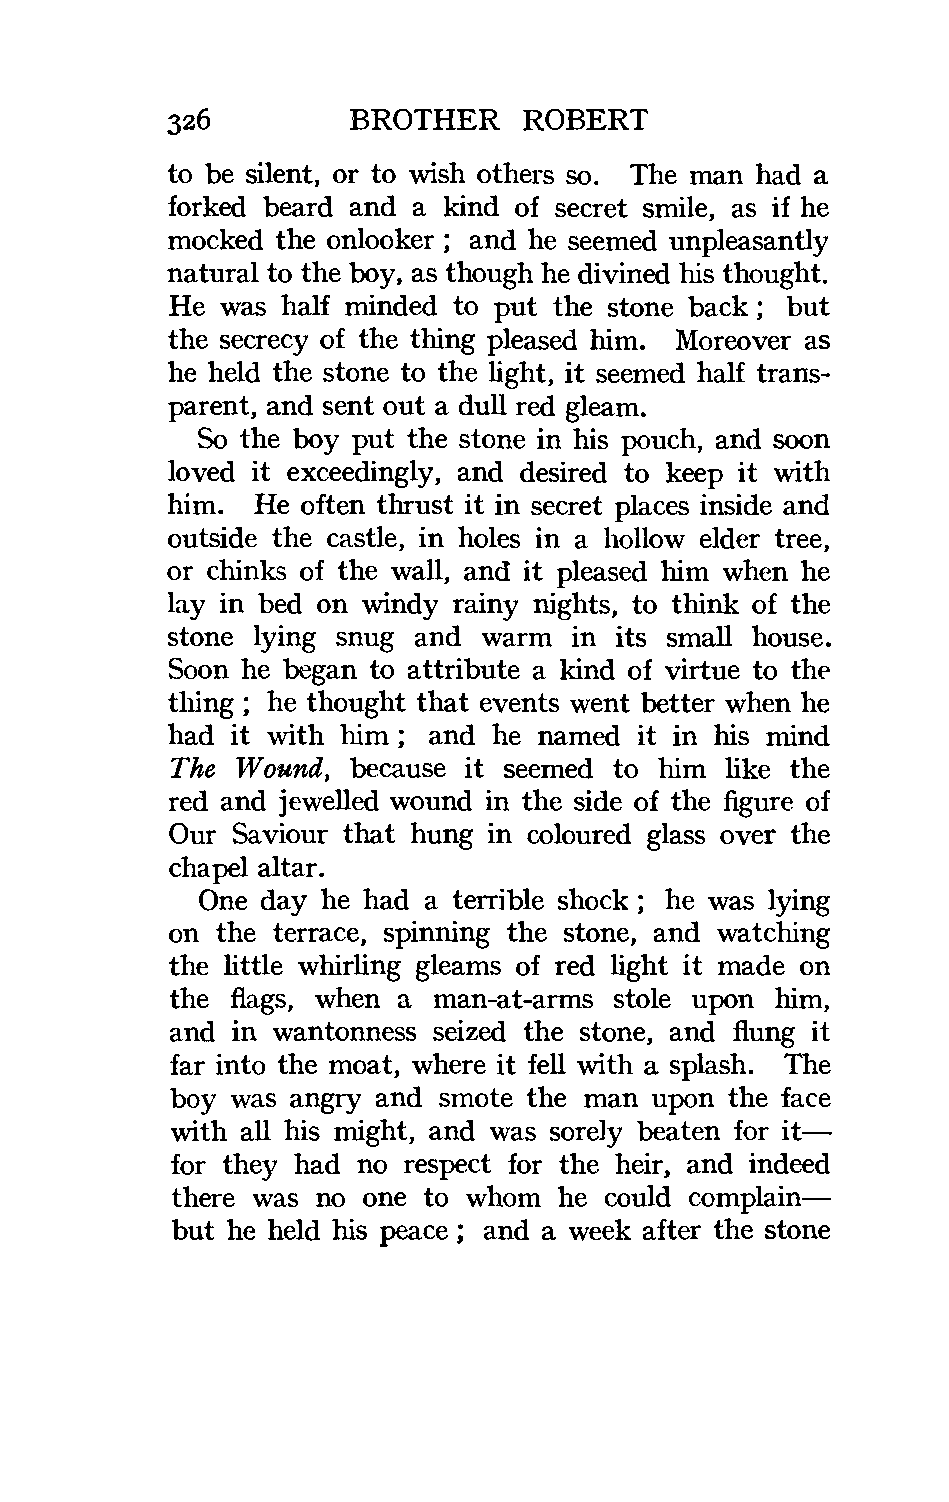 326 BROTHER ROBERT
to be silent, or to wish others so. The man had a
forked beard and a kind of secret smile, as if he
mocked the onlooker ; and he seemed unpleasantly
natural to the boy, as though he divined his thought.
He was half minded to put the stone back ; but
the secrecy of the thing pleased him. Moreover as
he held the stone to the light, it seemed half trans-
parent, and sent out a dull red gleam.
So the boy put the stone in his pouch, and soon
loved it exceedingly, and desired to keep it with
him. He often thrust it in secret places inside and
outside the castle, in holes in a hollow elder tree,
or chinks of the wall, and it pleased him when he
lay in bed on windy rainy nights, to think of the
stone lying snug and warm in its small house.
Soon he began to attribute a kind of virtue to the
thing ; he thought that events went better when he
had it with him ; and he named it in his mind
The Wound, because it seemed to him like the
red and jewelled wound in the side of the figure of
Our Saviour that hung in coloured glass over the
chapel altar.
One day he had a terrible shock ; he was lying
on the terrace, spinning the stone, and watching
the little whirling gleams of red light it made on
the flags, when a man-at-arms stole upon him,
and in wantonness seized the stone, and flung it
far into the moat, where it fell with a splash. The
boy was angry and smote the man upon the face
with all his might, and was sorely beaten for it—
for they had no respect for the heir, and indeed
there was no one to whom he could complain—
but he held his peace ; and a week after the stone